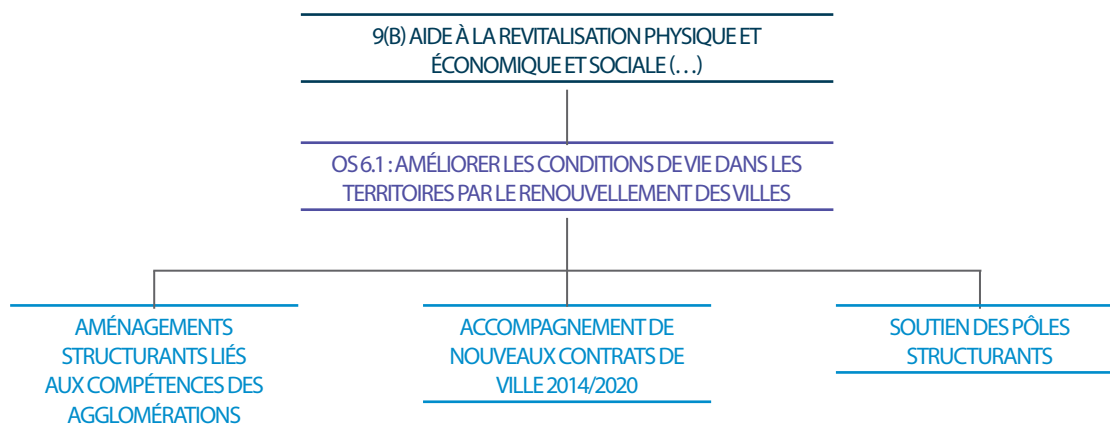 9(B) AIDE À LA REVITALISATION PHYSIQUE ET
ÉCONOMIQUE ET SOCIALE (…)
OS 6.1 : AMÉLIORER LES CONDITIONS DE VIE DANS LES
TERRITOIRES PAR LE RENOUVELLEMENT DES VILLES
AMÉNAGEMENTS
STRUCTURANTS LIÉS
AUX COMPÉTENCES DES
AGGLOMÉRATIONS
ACCOMPAGNEMENT DE
NOUVEAUX CONTRATS DE
VILLE 2014/2020
SOUTIEN DES PÔLES
STRUCTURANTS